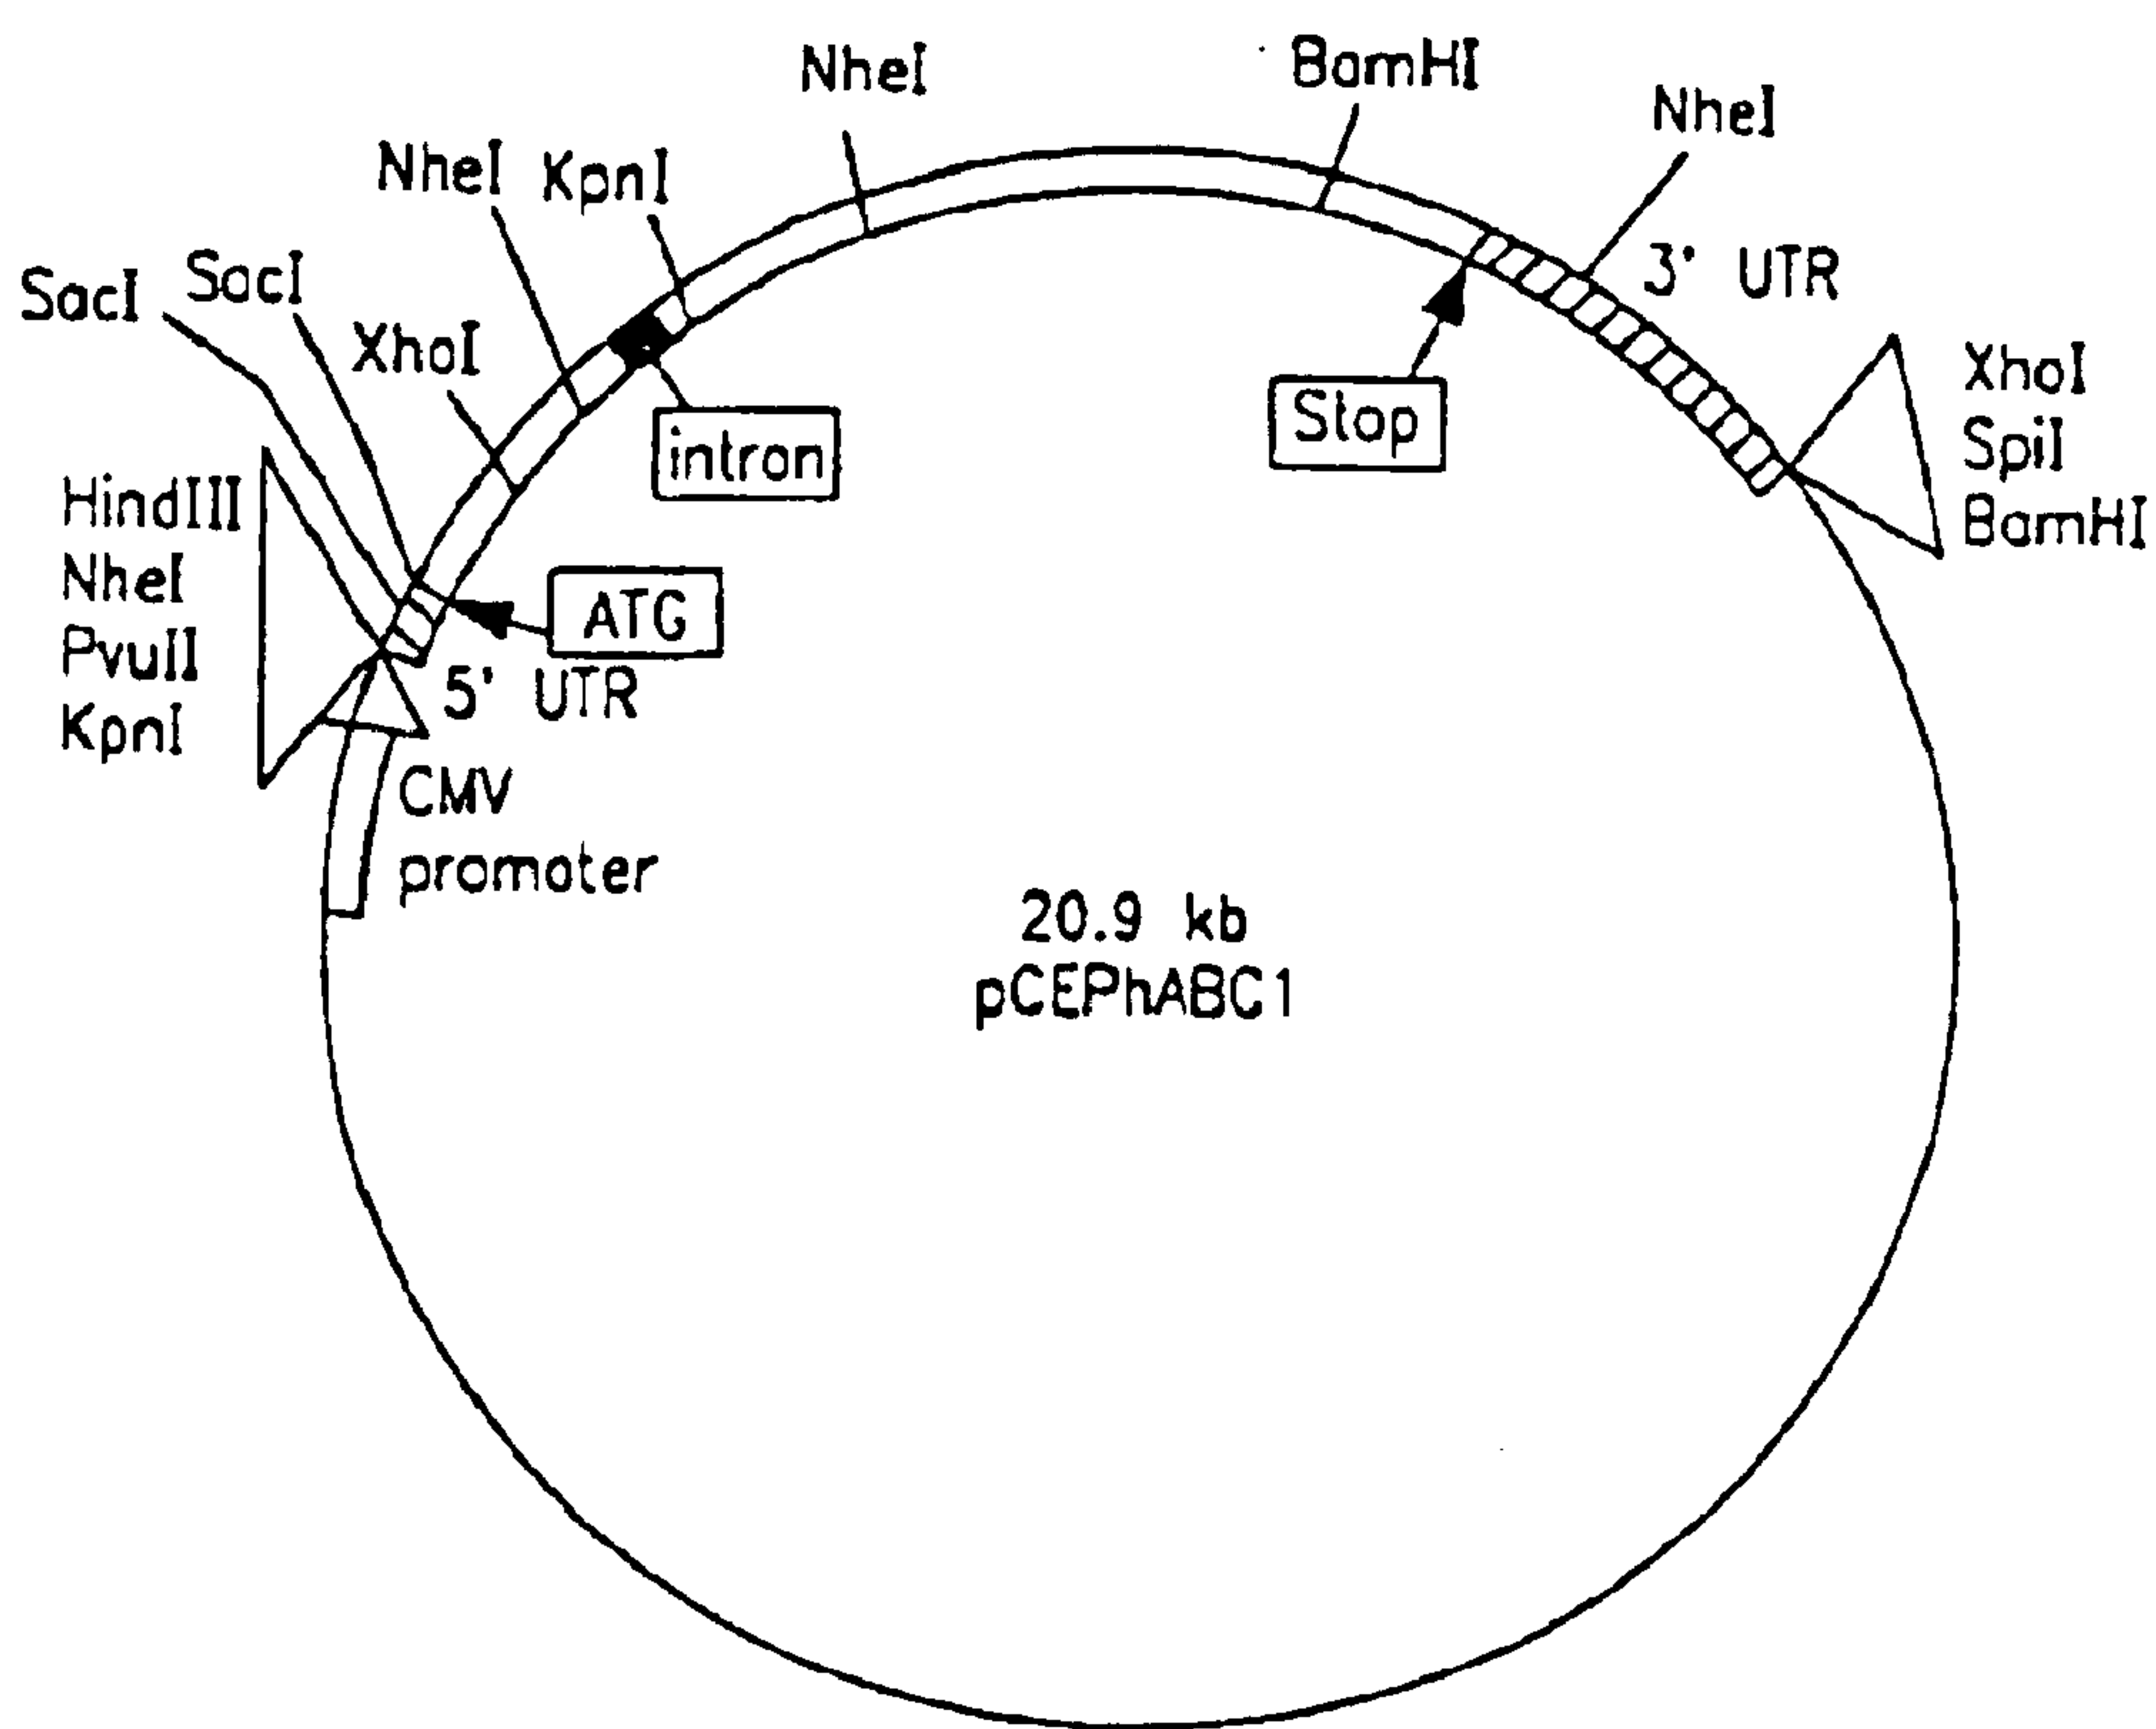 NheI
BamHI
NheI
NheI
KpnI
SacI
SacI
XhoI
3' UTR
intron
Stop
XhoI
SpiI
BamHI
HindIII
NheI
PvuII
KpnI
ATG
5' UTR
CMV
promoter
20.9 kb
pCEPhABC1